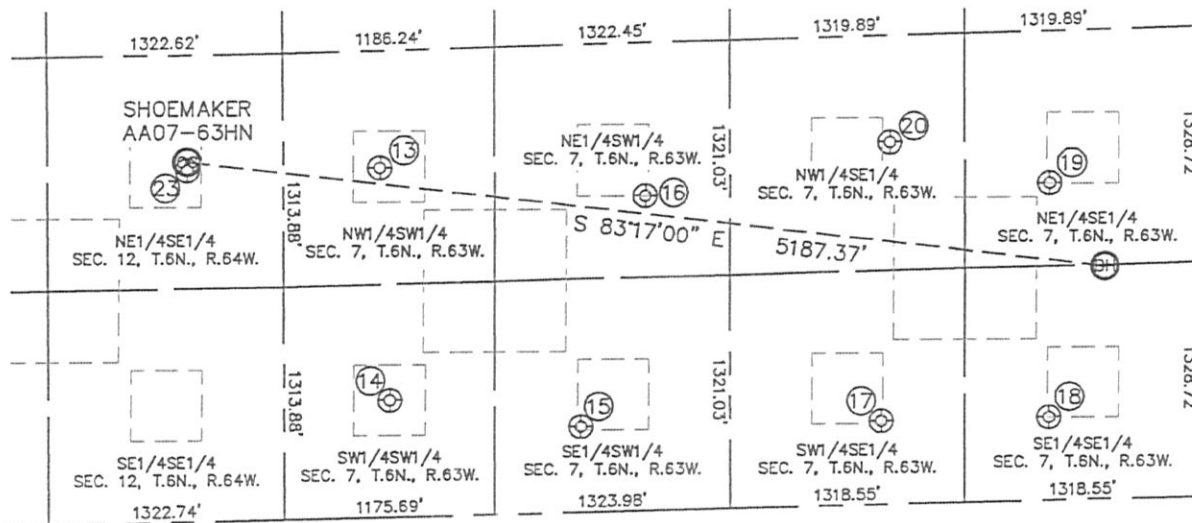 1322.62'
1186.24'
1322.45'
1319.89'
1319.89'
SHOEMAKER
AA07-63HN
23
13
16
20
19
NE1/4SW1/4
SEC. 7, T.6N., R.63W.
NW1/4SE1/4
SEC. 7, T.6N., R.63W.
1313.88'
1321.03'
1328.72
NE1/4SE1/4
SEC. 12, T.6N., R.64W.
NW1/4SW1/4
SEC. 7, T.6N., R.63W.
S 83°17'00" E
5187.37'
NE1/4SE1/4
SEC. 7, T.6N., R.63W.
BH
14
15
17
18
1313.88'
1321.03'
1328.72
SE1/4SE1/4
SEC. 12, T.6N., R.64W.
SW1/4SW1/4
SEC. 7, T.6N., R.63W.
SE1/4SW1/4
SEC. 7, T.6N., R.63W.
SW1/4SE1/4
SEC. 7, T.6N., R.63W.
SE1/4SE1/4
SEC. 7, T.6N., R.63W.
1322.74'
1175.69'
1323.98'
1318.55'
1318.55'